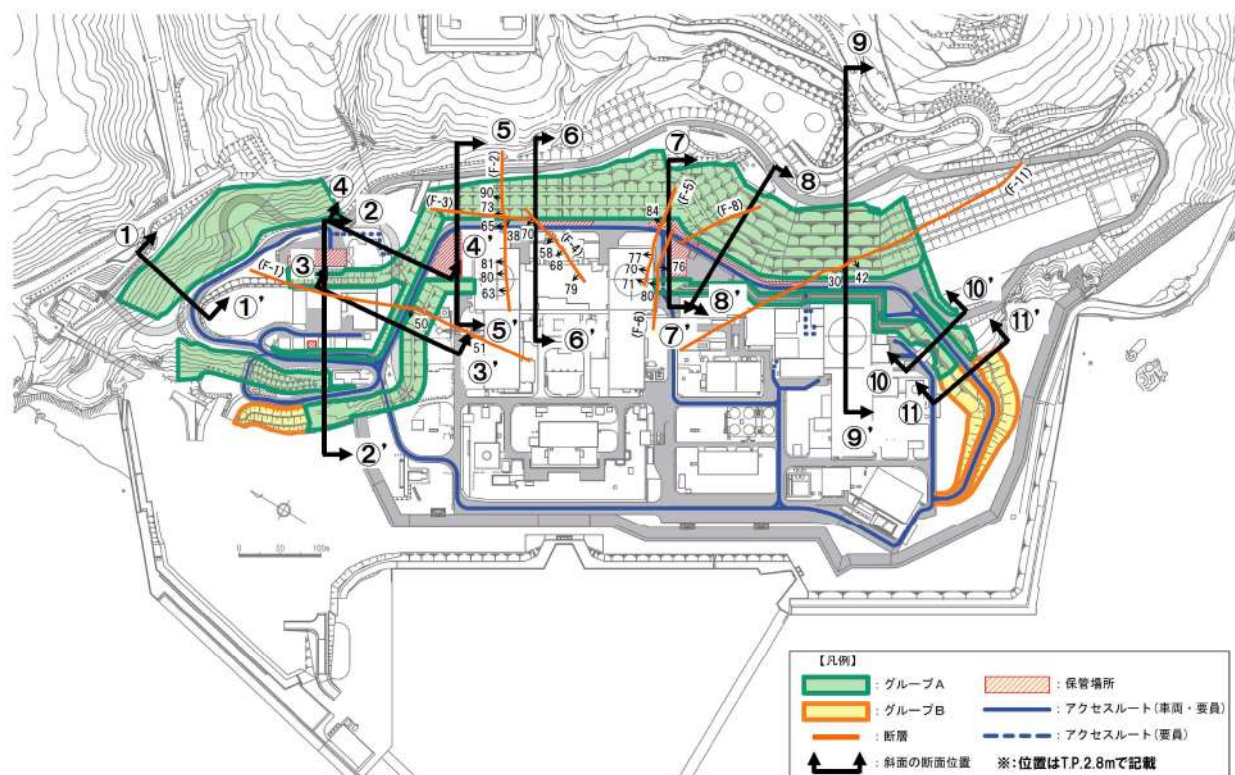 ⑨
⑤
⑥
⑦
⑧
(F-2)
(F-5)
(F-11)
④
②
①
(F-3)
90
73
65
38
70
(F-4)
58
68
79
84
(F-8)
④'
81
80
63
77
70
71
76
80
30
42
③
(F-1)
①'
50
51
⑤'
⑥'
③'
(F-6)
⑦'
⑧'
⑩'
⑪'
⑩
⑪
⑨'
②'
0 50 100m
【凡例】
:グループA
:保管場所
:グループB
:アクセスルート(車両・要員)
:断層
:アクセスルート(要員)
:斜面の断面位置
※:位置はT.P.2.8mで記載